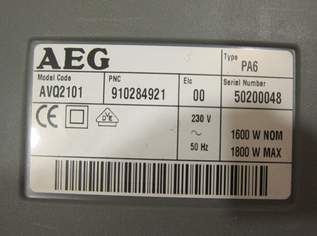 AEG
Type
PA6
Model Code
PNC
Elc
Serial Number
AVQ2101
910284921
00
50200048
CE
DVE
230 V
~
50 Hz
1600 W NOM
1800 W MAX